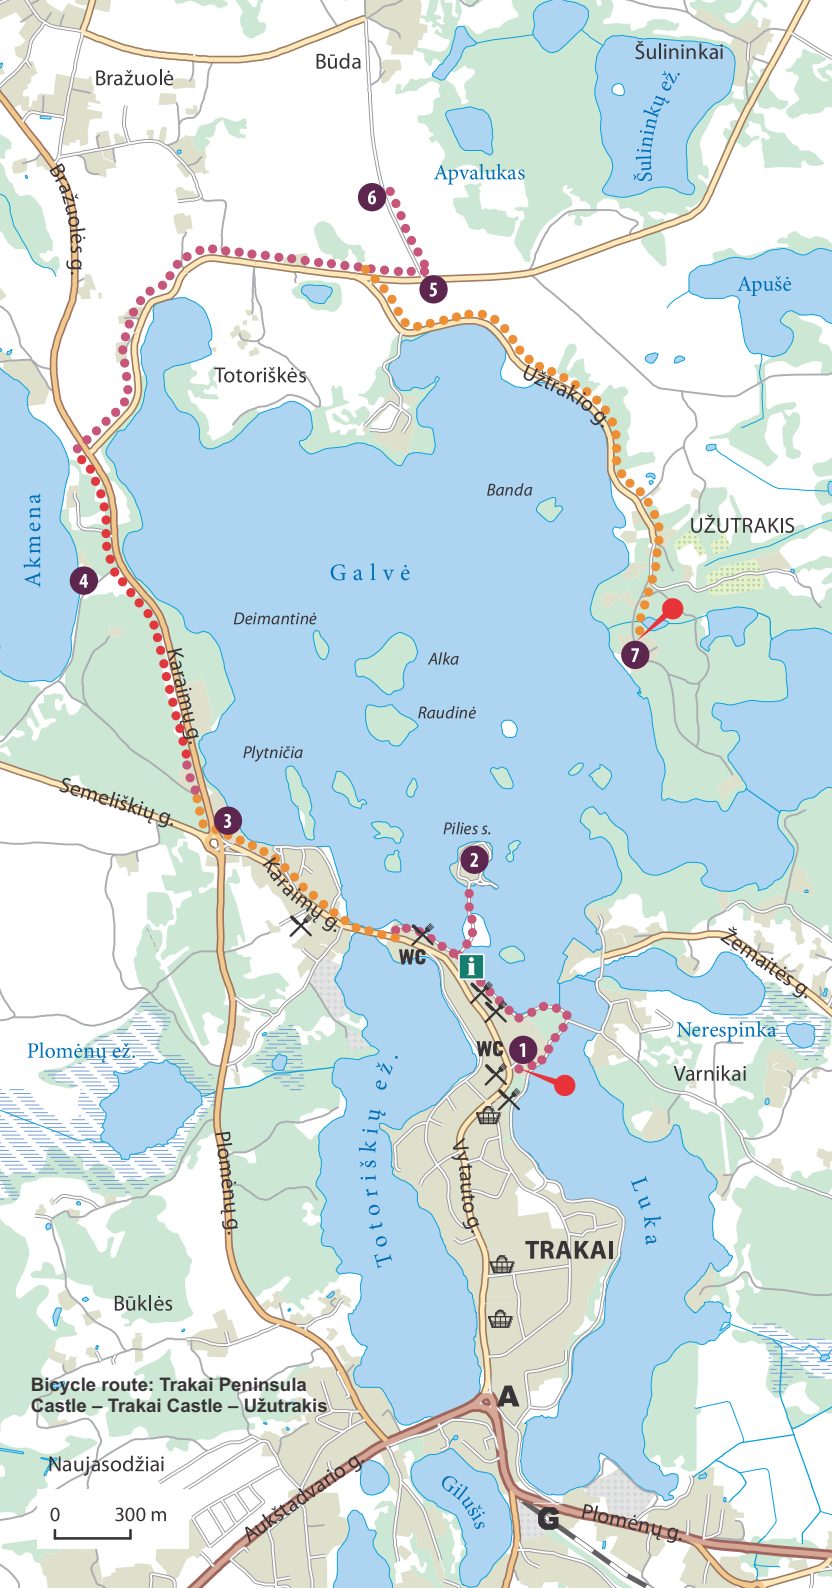 Šulininkai
Būda
Bražuolė
Šulininkų ež.
Apvalukas
Bražuolės g.
6
Apušė
5
Totoriškės
Užtrakio g.
Banda
Akmena
UŽUTRAKIS
Galvė
4
Deimantinė
7
Alka
Karaimų g.
Raudinė
Plytničia
Semeliškių g.
3
Pilies s.
2
Karaimų g.
WC
i
Žemaitės g.
Nerespinka
Plomėnų ež.
WC
1
Varnikai
Totoriškių ež.
Plomėnų g.
Vytauto g.
Luka
TRAKAI
Būklės
Bicycle route: Trakai Peninsula
Castle – Trakai Castle – Užutrakis
A
Naujasodžiai
Aukštadvario g.
Gilušis
0 300 m
G
Plomėnų g.